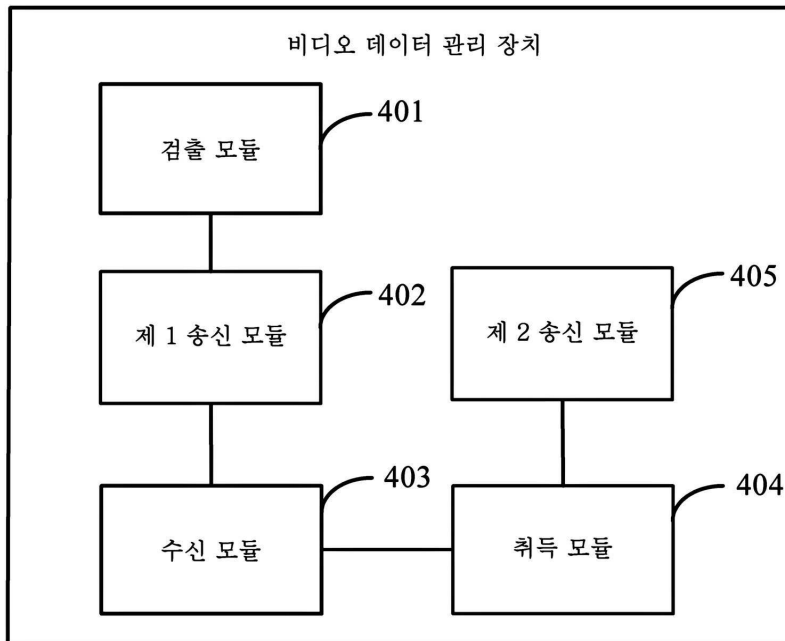 비디오 데이터 관리 장치
401
검출 모듈
402
제 1 송신 모듈
405
제 2 송신 모듈
403
수신 모듈
404
취득 모듈